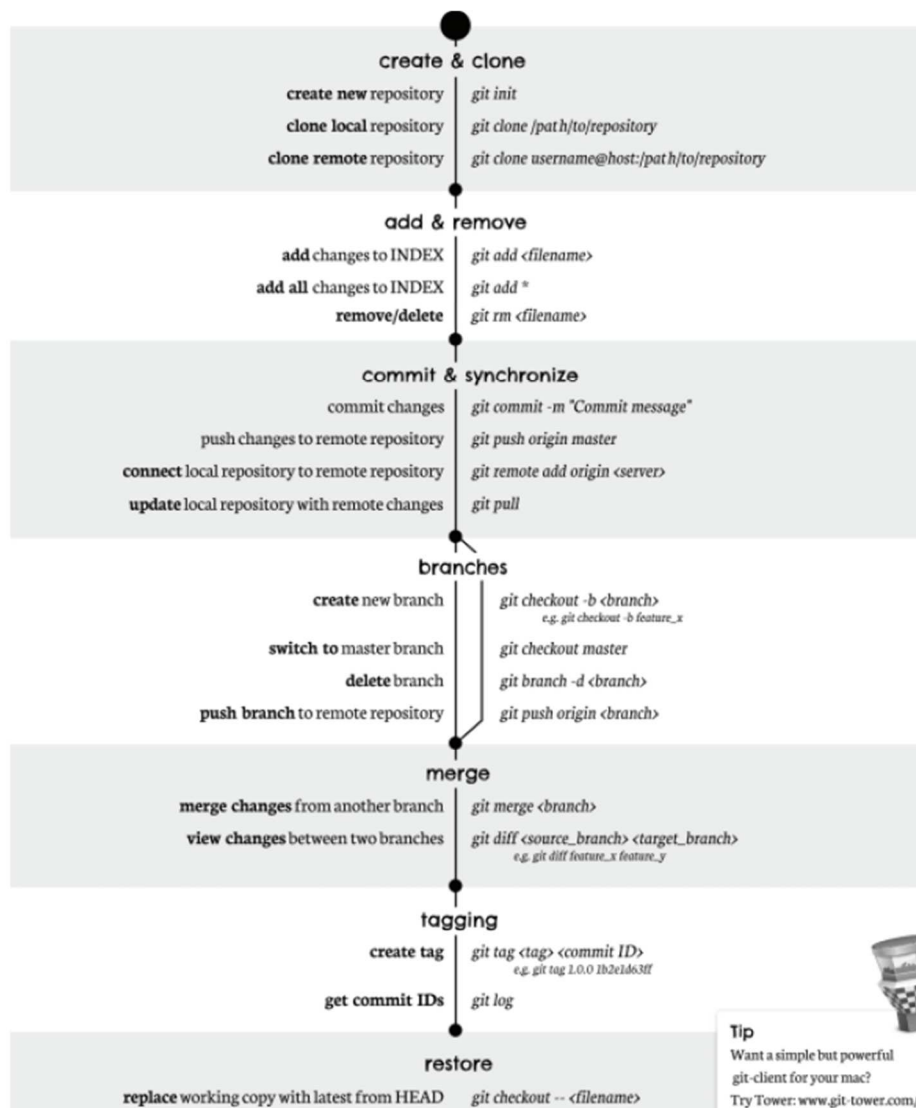 create & clone
create new repository git init
clone local repository git clone /path/to/repository
clone remote repository git clone username@host:/path/to/repository
add & remove
add changes to INDEX git add <filename>
add all changes to INDEX git add *
remove/delete git rm <filename>
commit & synchronize
commit changes git commit -m "Commit message"
push changes to remote repository git push origin master
connect local repository to remote repository git remote add origin <server>
update local repository with remote changes git pull
branches
create new branch git checkout -b <branch>
e.g. git checkout -b feature_x
switch to master branch git checkout master
delete branch git branch -d <branch>
push branch to remote repository git push origin <branch>
merge
merge changes from another branch git merge <branch>
view changes between two branches git diff <source_branch> <target_branch>
e.g. git diff feature_x feature_y
tagging
create tag git tag <tag> <commit ID>
e.g. git tag 1.0.0 1b2e1d63ff
get commit IDs git log
restore
replace working copy with latest from HEAD git checkout -- <filename>
Tip
Want a simple but powerful
git-client for your mac?
Try Tower: www.git-tower.com/